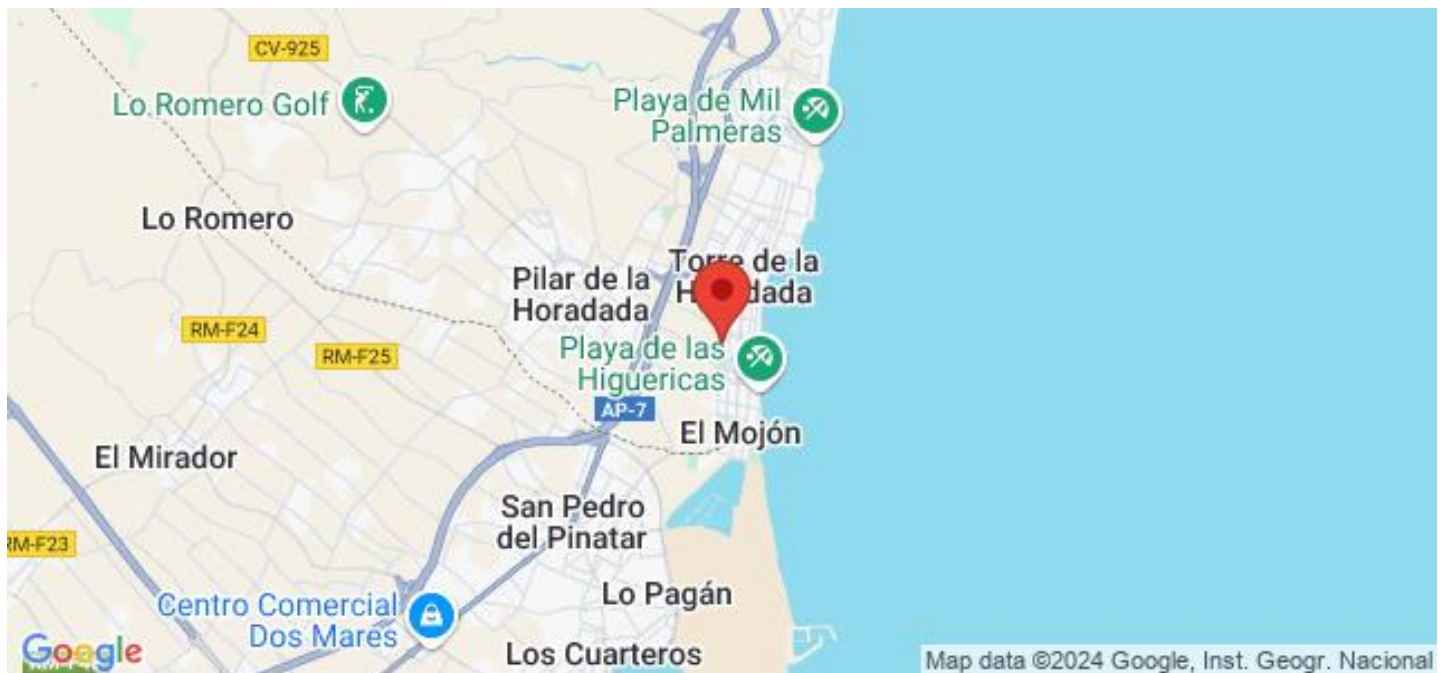 CV-925
Lo Romero Golf
Playa de Mil
Palmeras
Lo Romero
Torre de la
Pilar de la
Horadada
RM-F24
RM-F25
Playa de las
Higuericas
AP-7
El Mojón
El Mirador
San Pedro
del Pinatar
RM-F23
Lo Pagán
Centro Comercial
Dos Mares
Los Cuarteros
Google
Map data ©2024 Google, Inst. Geogr. Nacional